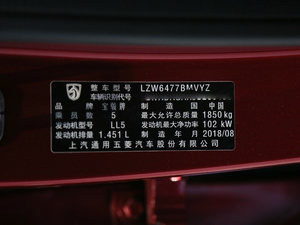 整车型号 LZW6477BMVYZ
车辆识别代号
品牌 宝骏牌 制造国 中国
乘员数 5 最大允许总质量 1850 kg
发动机型号 LL5 发动机最大净功率 102 kW
发动机排量 1.451 L 制造年月 2018/08
上汽通用五菱汽车股份有限公司